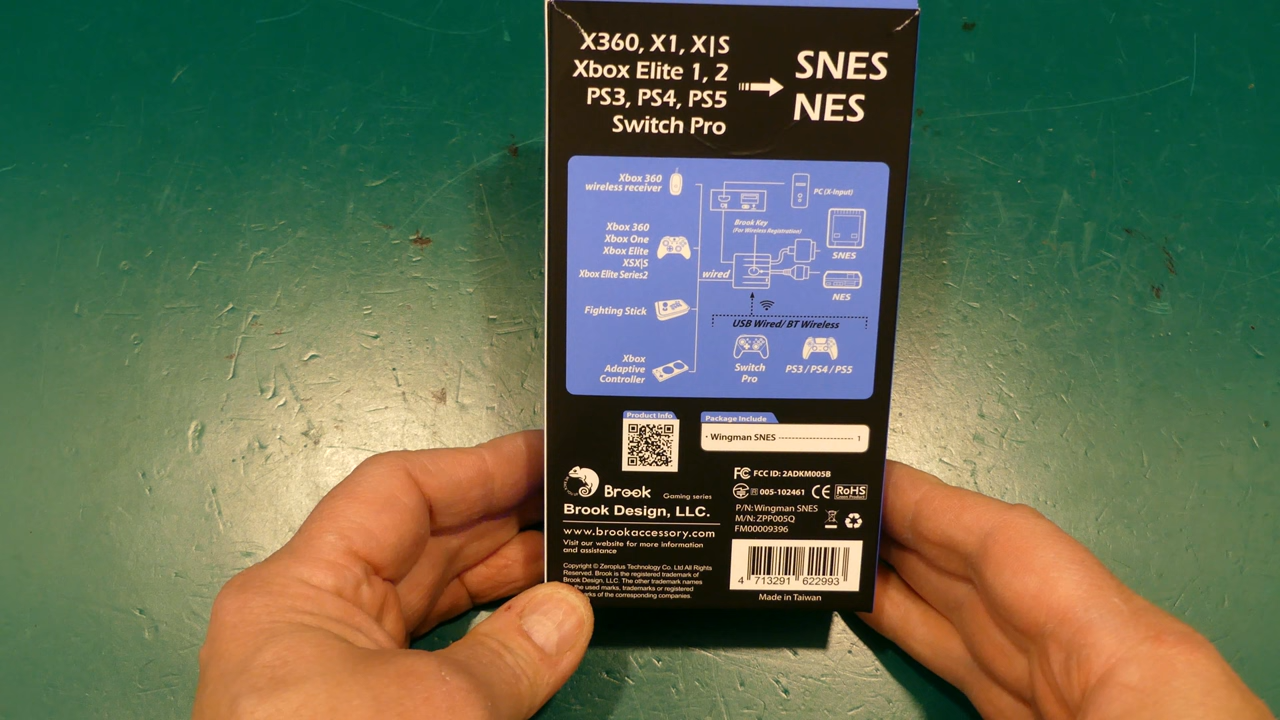 X360, X1, X|S
Xbox Elite 1, 2
PS3, PS4, PS5
Switch Pro
SNES
NES
Xbox 360
wireless receiver
PC (X-Input)
Brook Key
(For Wireless Registration)
Xbox 360
Xbox One
Xbox Elite
XSX|S
Xbox Elite Series2
wired
SNES
NES
Fighting Stick
USB Wired/ BT Wireless
Xbox
Adaptive
Controller
Switch
Pro
PS3 / PS4 / PS5
Product Info
Package Include
· Wingman SNES ---------------- 1
Brook Gaming series
Brook Design, LLC.
www.brookaccessory.com
Visit our website for more information
and assistance
Copyright © Zeroplus Technology Co. Ltd All Rights
Reserved. Brook is the registered trademark of
Brook Design, LLC. The other trademark names
the used marks, trademarks or registered
of the corresponding companies.
FC FCC ID: 2ADKM005B
005-102461 CE RoHS
P/N: Wingman SNES
M/N: ZPP005Q
FM00009396
4 713291 622993
Made in Taiwan